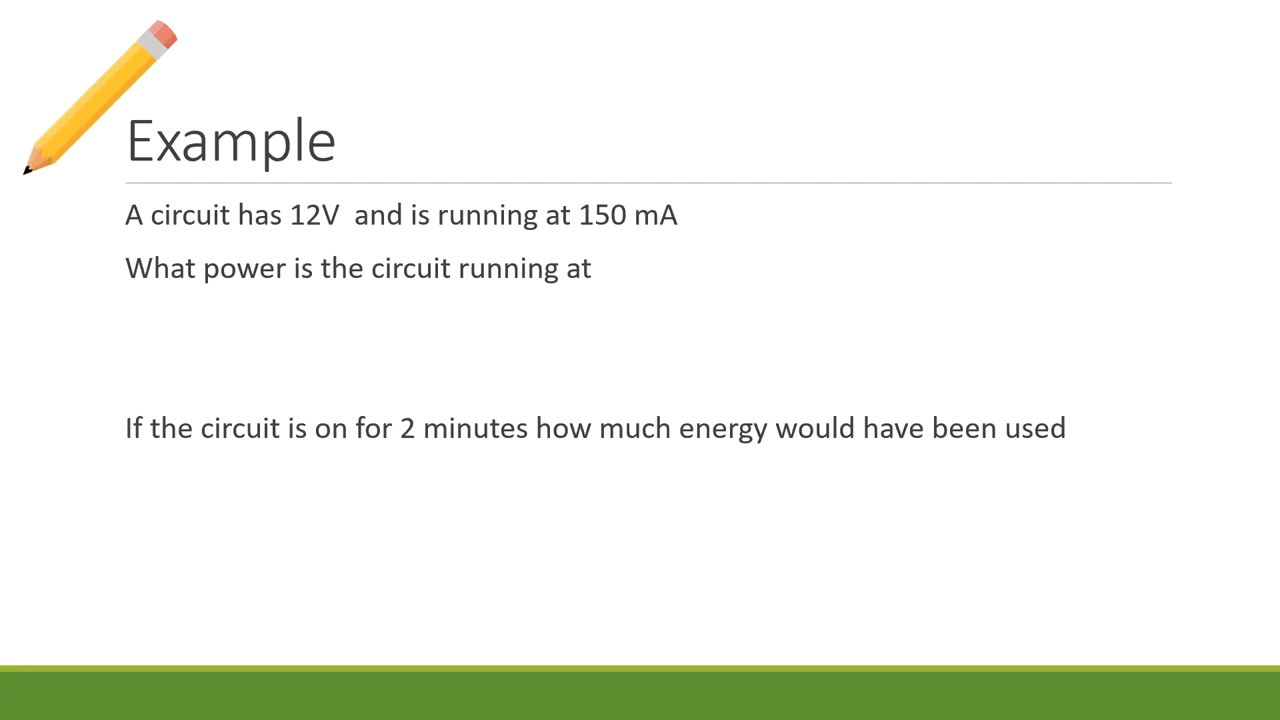 Example
A circuit has 12V  and is running at 150 mA
What power is the circuit running at
If the circuit is on for 2 minutes how much energy would have been used